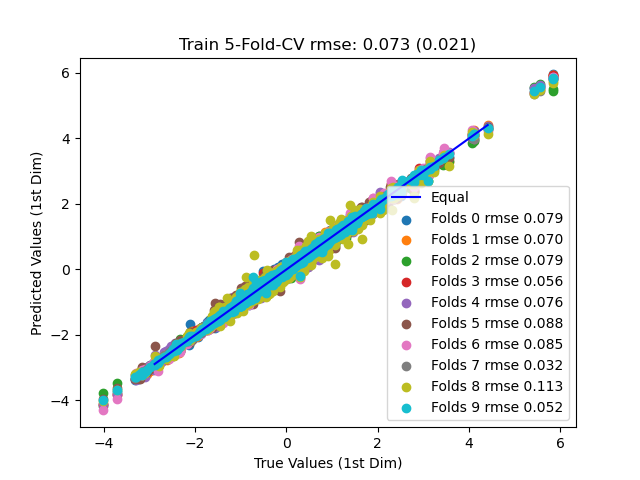 Train 5-Fold-CV rmse: 0.073 (0.021)
Predicted Values (1st Dim)
6
4
2
0
−2
−4
Equal
Folds 0 rmse 0.079
Folds 1 rmse 0.070
Folds 2 rmse 0.079
Folds 3 rmse 0.056
Folds 4 rmse 0.076
Folds 5 rmse 0.088
Folds 6 rmse 0.085
Folds 7 rmse 0.032
Folds 8 rmse 0.113
Folds 9 rmse 0.052
−4 −2 0 2 4 6
True Values (1st Dim)